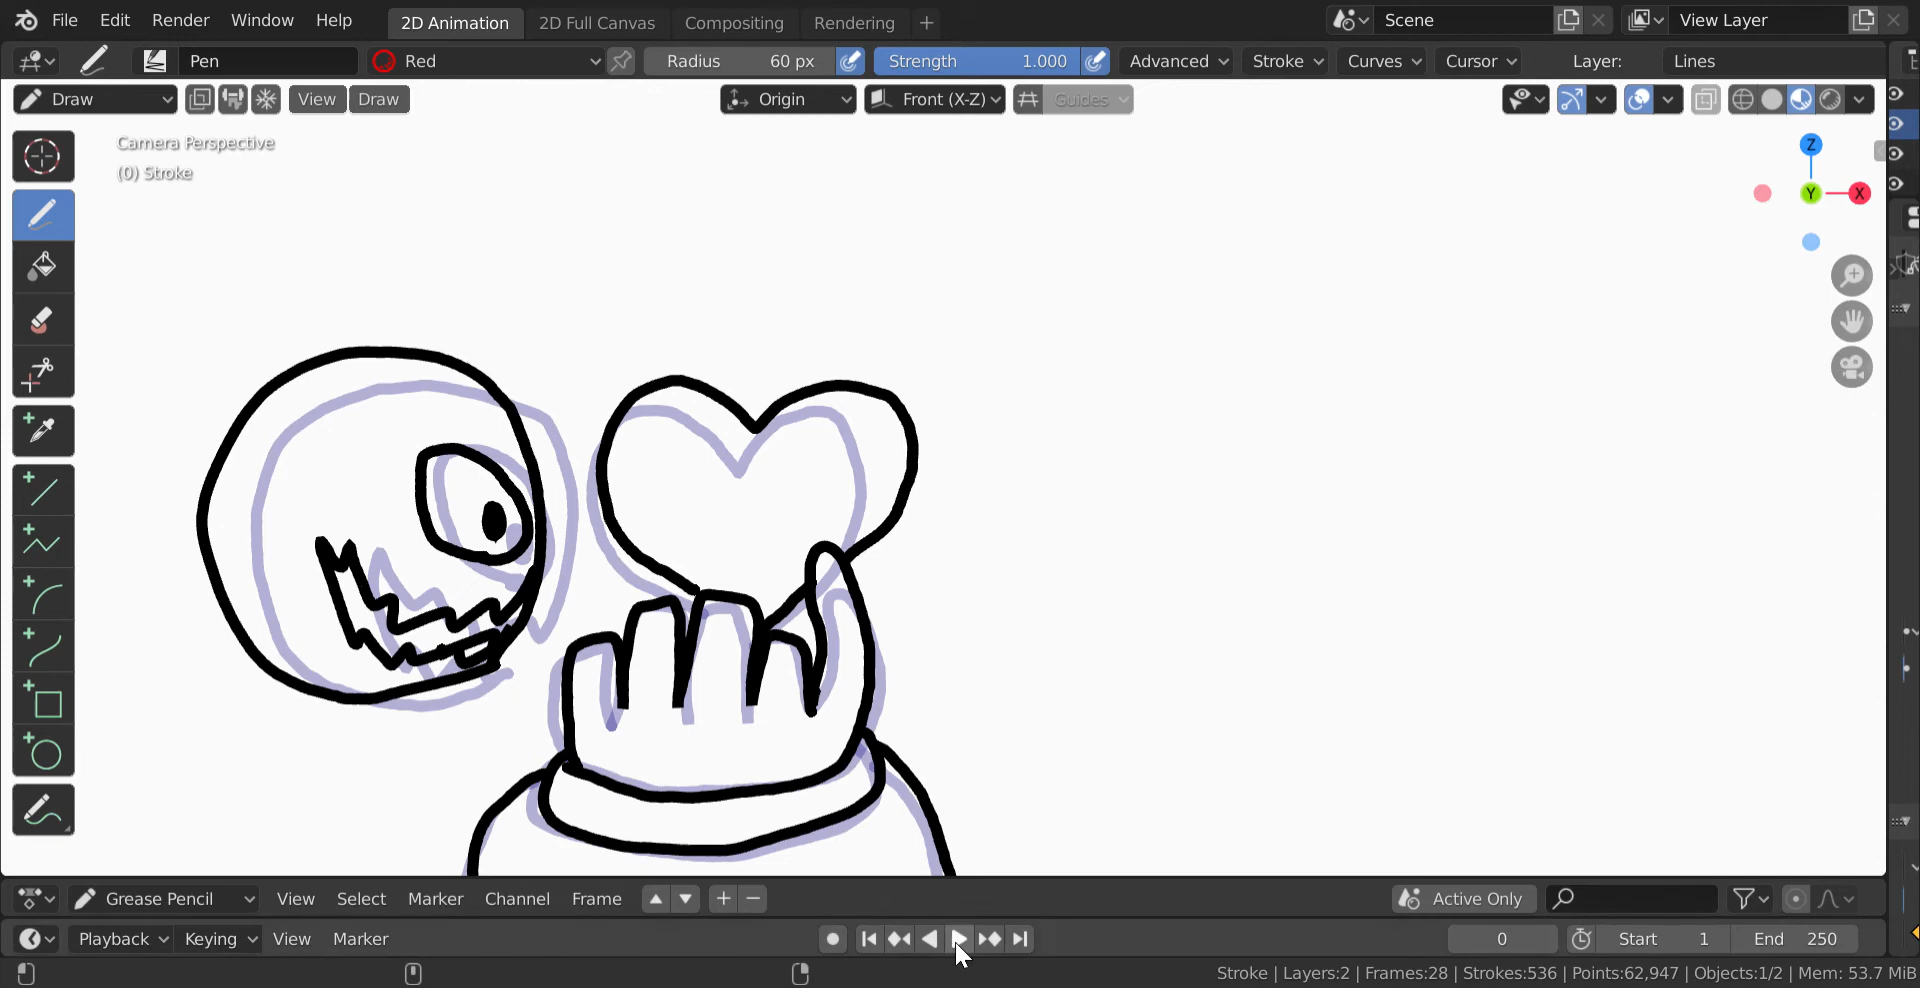 File Edit Render Window Help 2D Animation 2D Full Canvas Compositing Rendering + Scene View Layer
Pen Red Radius 60 px Strength 1.000 Advanced Stroke Curves Cursor Layer: Lines
Draw View Draw Origin Front (X-Z) Guides
Camera Perspective
(0) Stroke
Z
Y X
Grease Pencil View Select Marker Channel Frame Active Only
Playback Keying View Marker 0 Start 1 End 250
Stroke | Layers:2 | Frames:28 | Strokes:536 | Points:62,947 | Objects:1/2 | Mem: 53.7 MiB